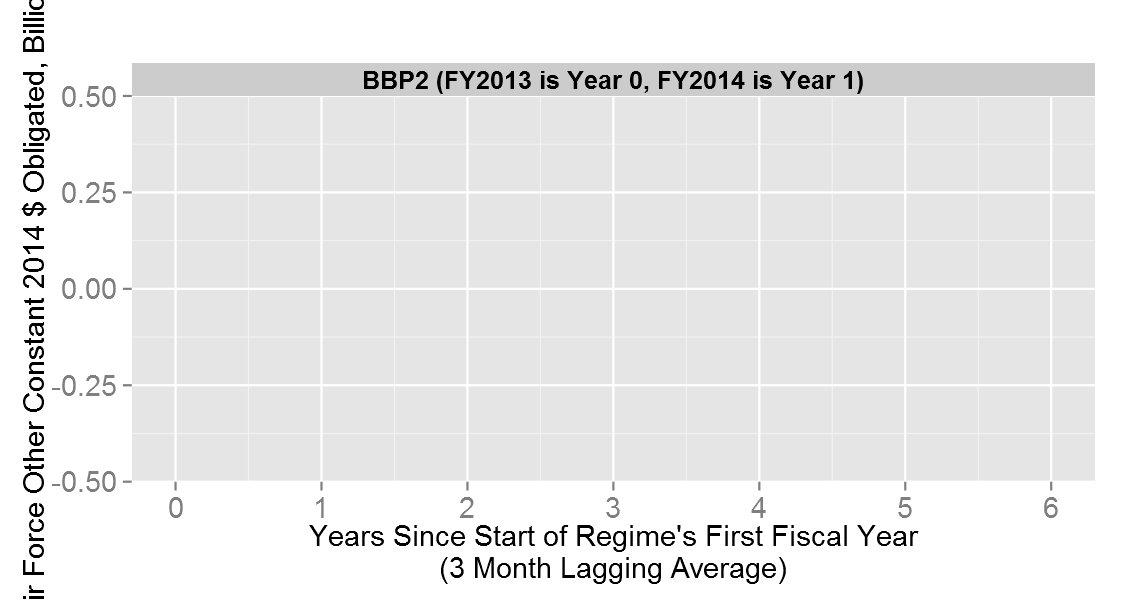 BBP2 (FY2013 is Year 0, FY2014 is Year 1)
ir Force Other Constant 2014 $ Obligated, Billio
0.50
0.25
0.00
-0.25
-0.50
0 1 2 3 4 5 6
Years Since Start of Regime's First Fiscal Year
(3 Month Lagging Average)